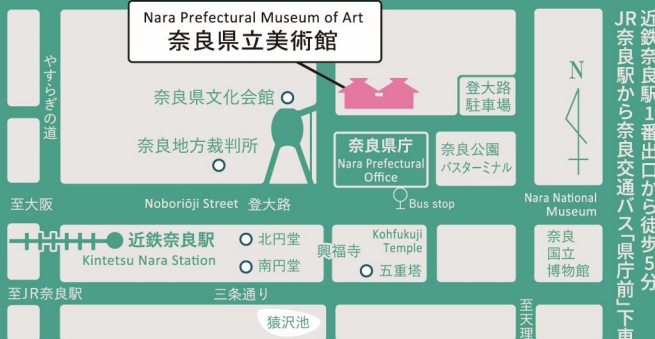 Nara Prefectural Museum of Art
奈良県立美術館
やすらぎの道
奈良県文化会館
奈良地方裁判所
登大路
駐車場
奈良県庁
Nara Prefectural
Office
奈良公園
バスターミナル
N
至大阪
Noboriōji Street 登大路
Bus stop
Nara National
Museum
近鉄奈良駅
Kintetsu Nara Station
北円堂
南円堂
興福寺
Kohfukuji
Temple
五重塔
奈良
国立
博物館
至JR奈良駅
三条通り
猿沢池
至天理
近鉄奈良駅1番出口から徒歩5分
JR奈良駅から奈良交通バス「県庁前」下車